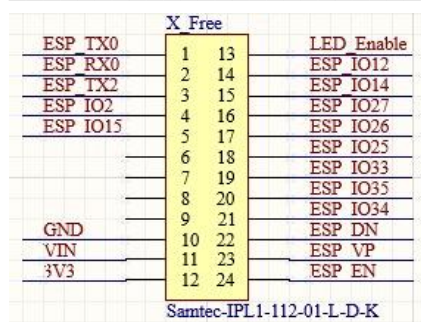 X_Free
ESP_TX0 1 13 LED_Enable
ESP_RX0 2 14 ESP_IO12
ESP_TX2 3 15 ESP_IO14
ESP_IO2 4 16 ESP_IO27
ESP_IO15 5 17 ESP_IO26
6 18 ESP_IO25
7 19 ESP_IO33
8 20 ESP_IO35
9 21 ESP_IO34
GND 10 22 ESP_DN
VIN 11 23 ESP_VP
3V3 12 24 ESP_EN
Samtec-IPL1-112-01-L-D-K